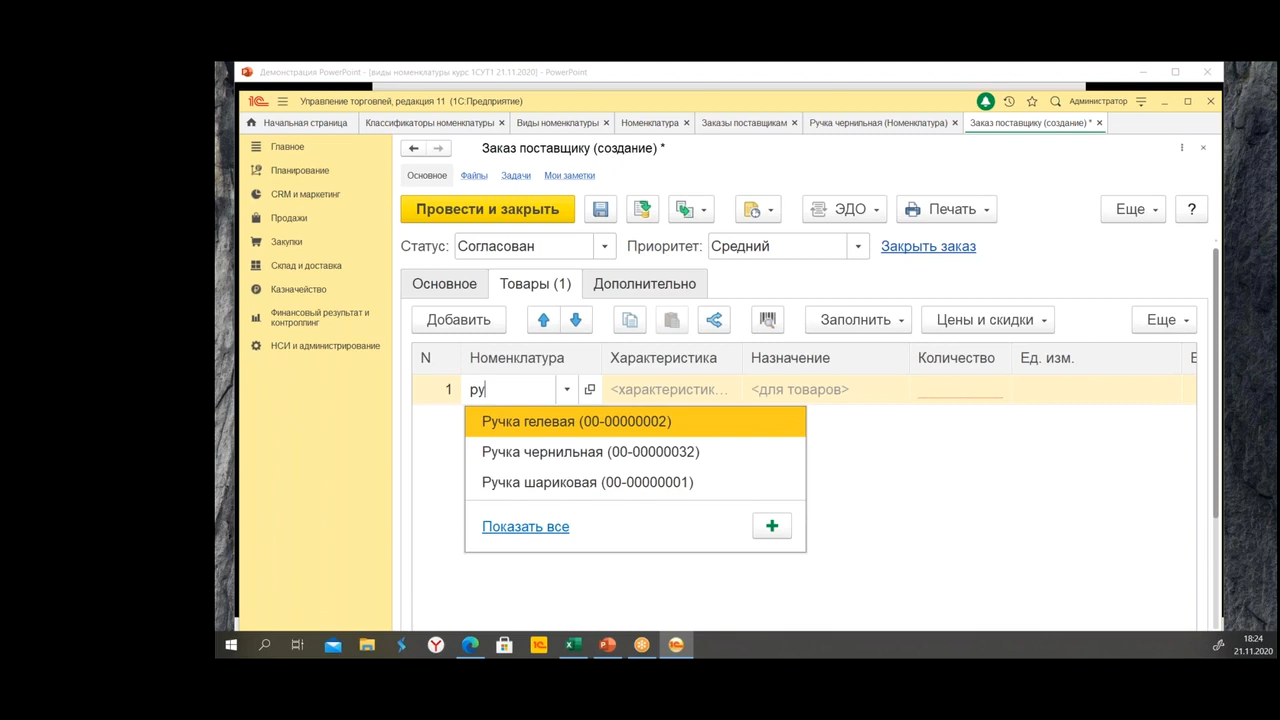 Демонстрация PowerPoint - [виды номенклатуры курс 1СУТ1 21.11.2020] - PowerPoint
1С Управление торговлей, редакция 11 (1С:Предприятие) Администратор
Начальная страница Классификаторы номенклатуры × Виды номенклатуры × Номенклатура × Заказы поставщикам × Ручка чернильная (Номенклатура) × Заказ поставщику (создание) * ×
Главное
Планирование
CRM и маркетинг
Продажи
Закупки
Склад и доставка
Казначейство
Финансовый результат и
контроллинг
НСИ и администрирование
Заказ поставщику (создание) *
Основное Файлы Задачи Мои заметки
Провести и закрыть ЭДО Печать Еще ?
Статус: Согласован Приоритет: Средний Закрыть заказ
Основное Товары (1) Дополнительно
Добавить Заполнить Цены и скидки Еще
N Номенклатура Характеристика Назначение Количество Ед. изм.
1 ру <характеристик... <для товаров>
Ручка гелевая (00-00000002)
Ручка чернильная (00-00000032)
Ручка шариковая (00-00000001)
Показать все
18:24
21.11.2020